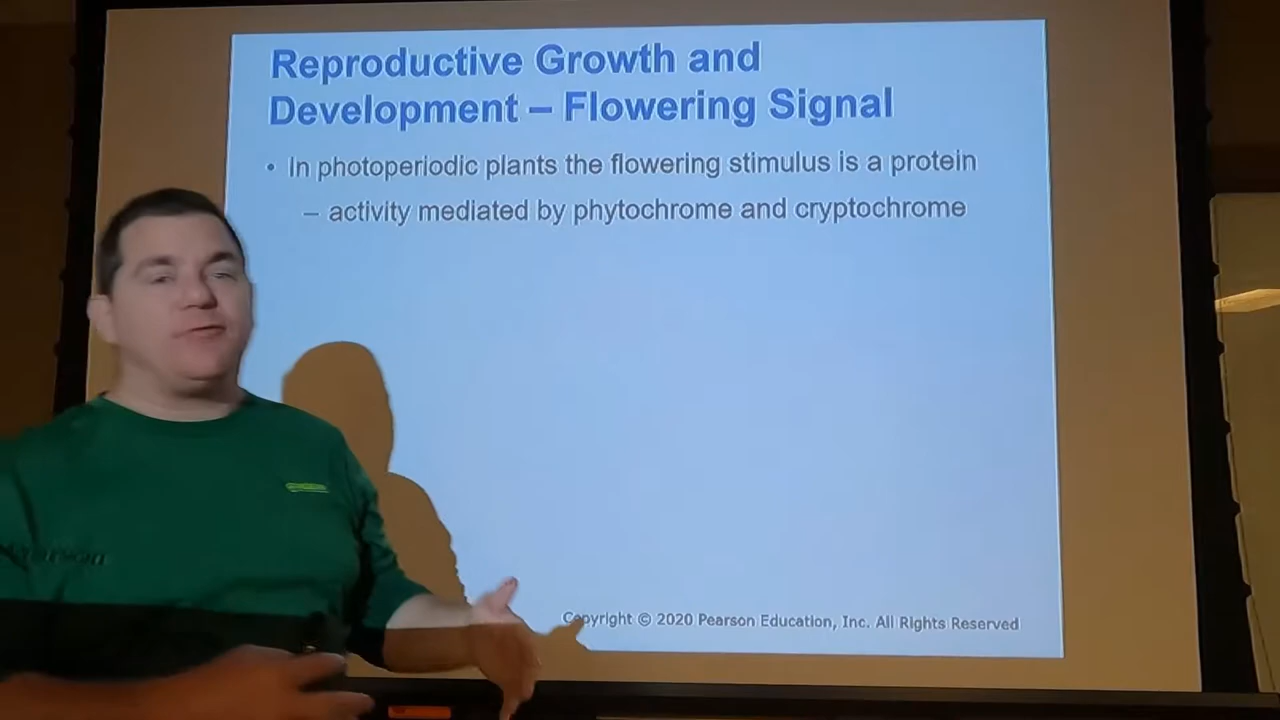 Reproductive Growth and
Development – Flowering Signal
• In photoperiodic plants the flowering stimulus is a protein
– activity mediated by phytochrome and cryptochrome
Copyright © 2020 Pearson Education, Inc. All Rights Reserved